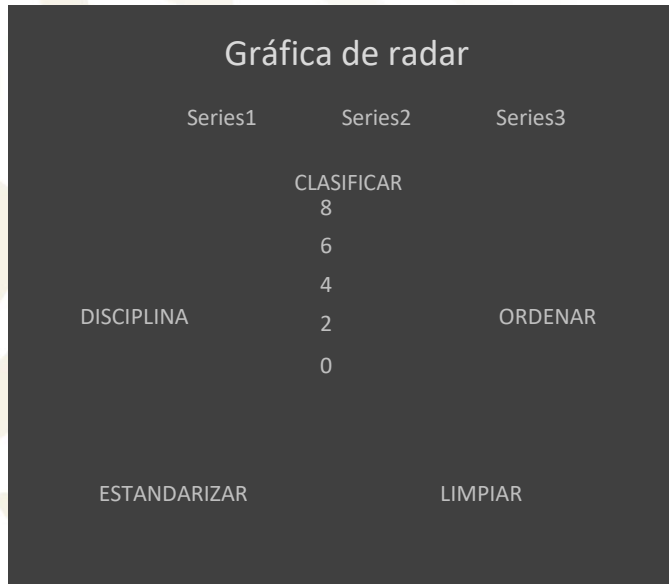 Gráfica de radar
Series1 Series2 Series3
CLASIFICAR
8
6
4
DISCIPLINA 2 ORDENAR
0
ESTANDARIZAR LIMPIAR